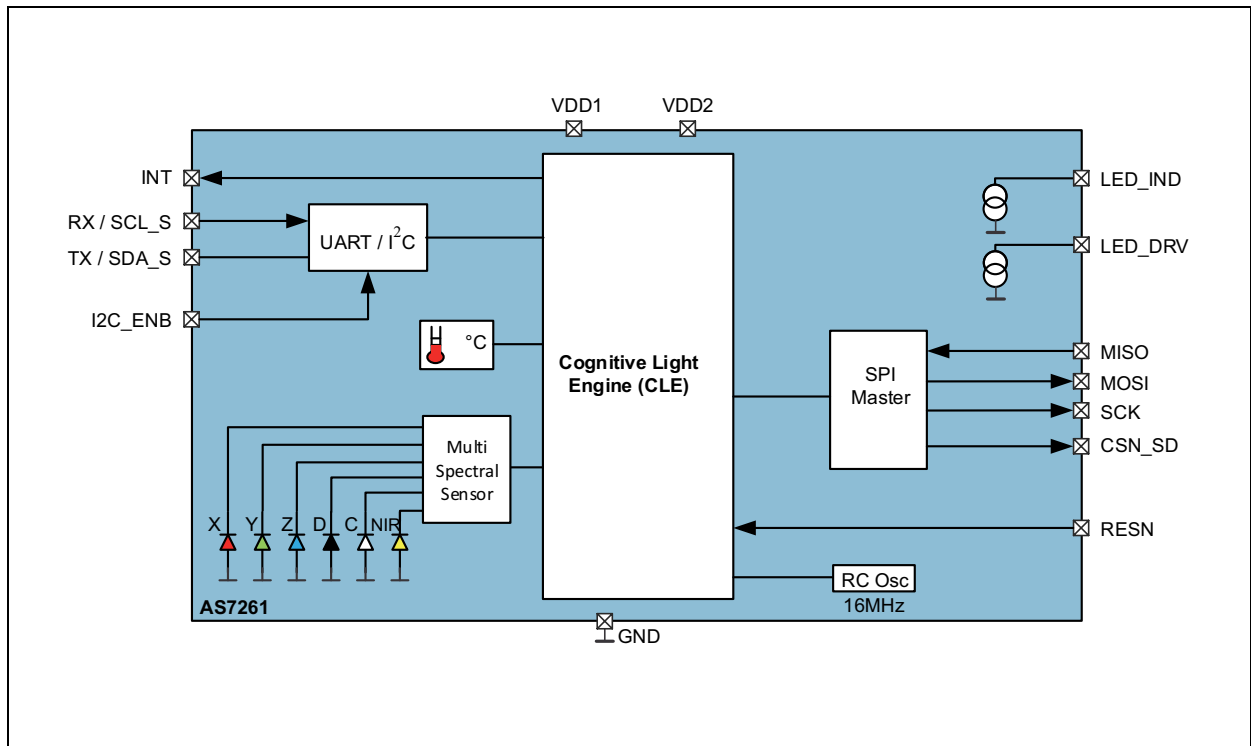 VDD1
VDD2
INT
RX / SCL_S
TX / SDA_S
I2C_ENB
UART / I²C
°C
Cognitive Light
Engine (CLE)
Multi
Spectral
Sensor
X
Y
Z
D
C
NIR
AS7261
LED_IND
LED_DRV
SPI
Master
MISO
MOSI
SCK
CSN_SD
RESN
RC Osc
16MHz
GND